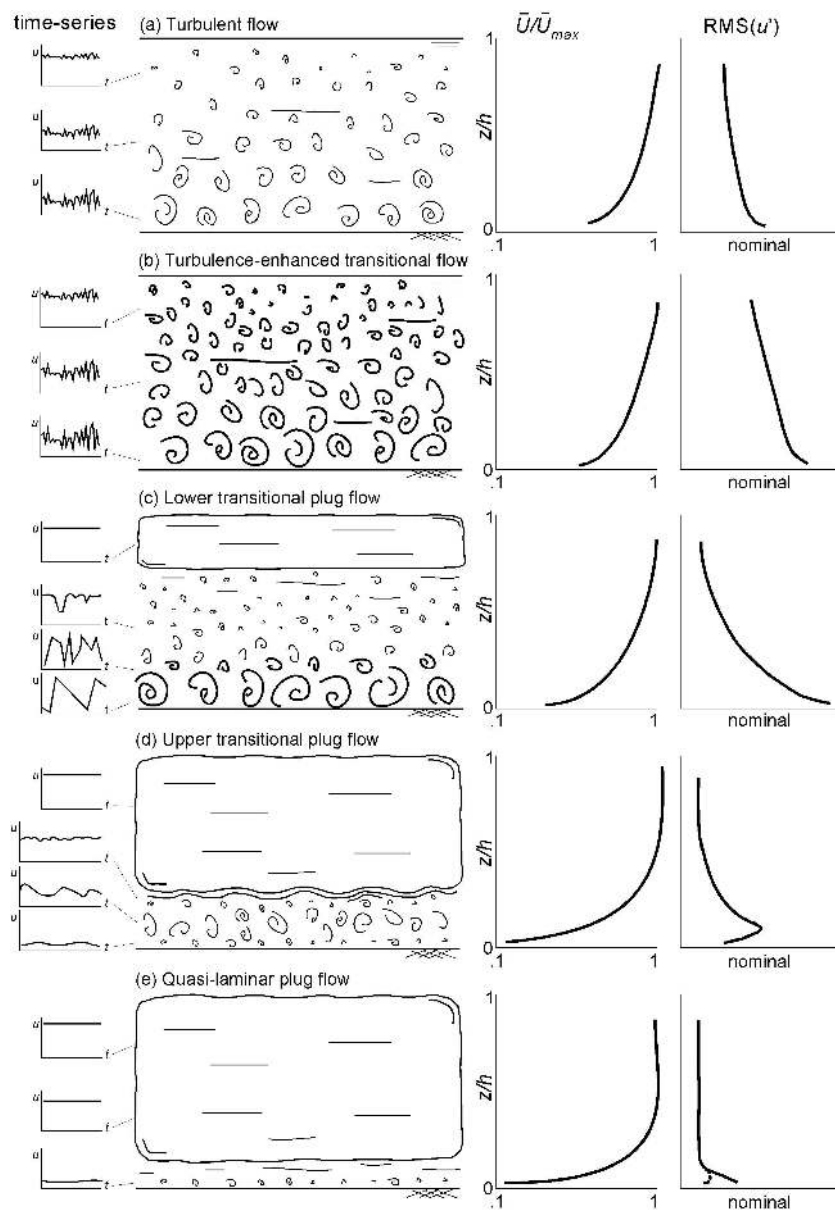 time-series
(a) Turbulent flow
Ū/Ūmax
RMS(u')
u
t
u
t
u
t
1
z/h
0
.1
1
nominal
(b) Turbulence-enhanced transitional flow
u
t
u
t
u
t
1
z/h
0
.1
1
nominal
(c) Lower transitional plug flow
u
t
u
t
u
t
u
t
1
z/h
0
.1
1
nominal
(d) Upper transitional plug flow
u
t
u
t
u
t
u
t
1
z/h
0
.1
1
nominal
(e) Quasi-laminar plug flow
u
t
u
t
u
t
1
z/h
0
.1
1
nominal